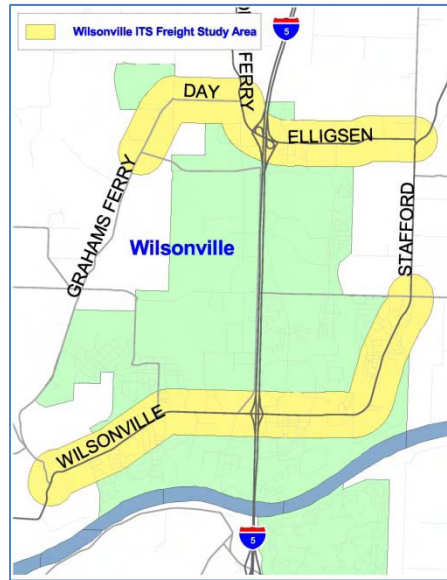 Wilsonville ITS Freight Study Area
5
FERRY
DAY
ELLIGSEN
GRAHAMS FERRY
STAFFORD
Wilsonville
WILSONVILLE
5